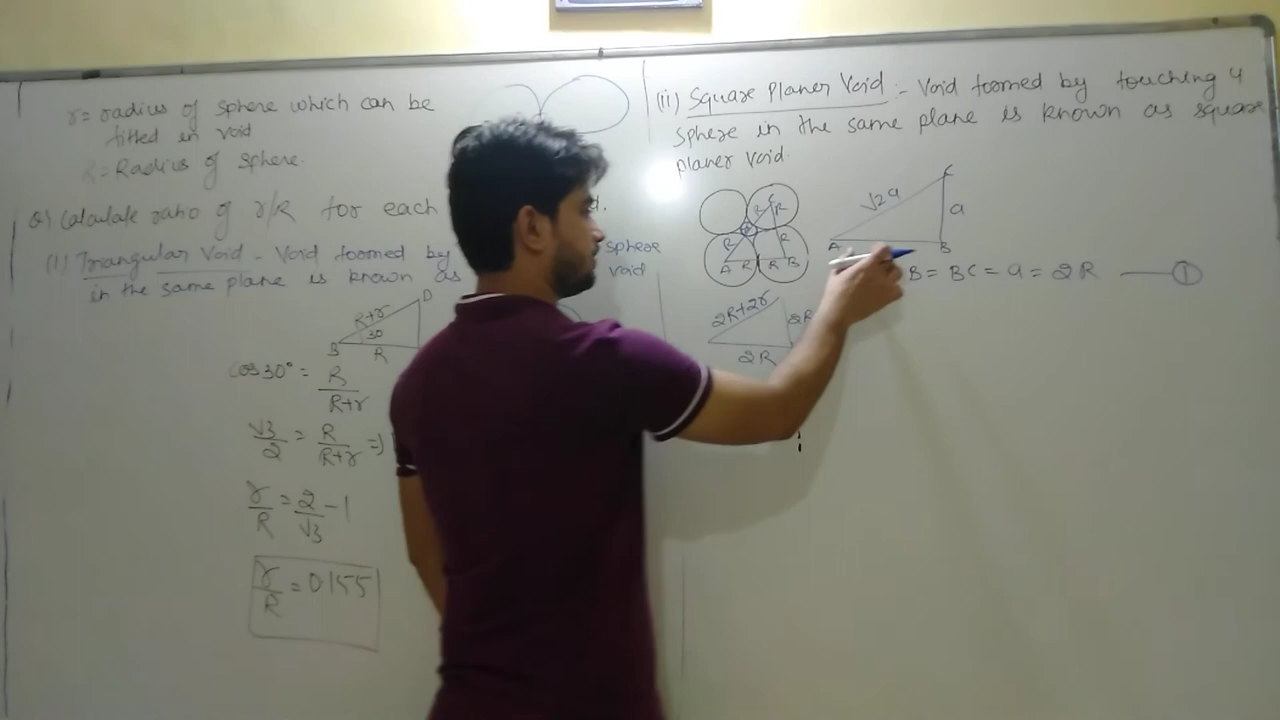 r = radius of sphere which can be
fitted in void
R = Radius of sphere.
Q) Calculate ratio of r/R for each
(i) Triangular Void - Void formed by sphere
in the same plane is known as void
R+r
D
30
B
R
cos30° = R/R+r
√3/2 = R/R+r =>
r/R = 2/√3 - 1
r/R = 0.155
(ii) Square Planer Void :- Void formed by touching 4
sphere in the same plane is known as square
planer void.
C
R R
R R
A R R B
√2a
C
a
A B
B = BC = a = 2R ——— ①
2R+2r
2R
2R